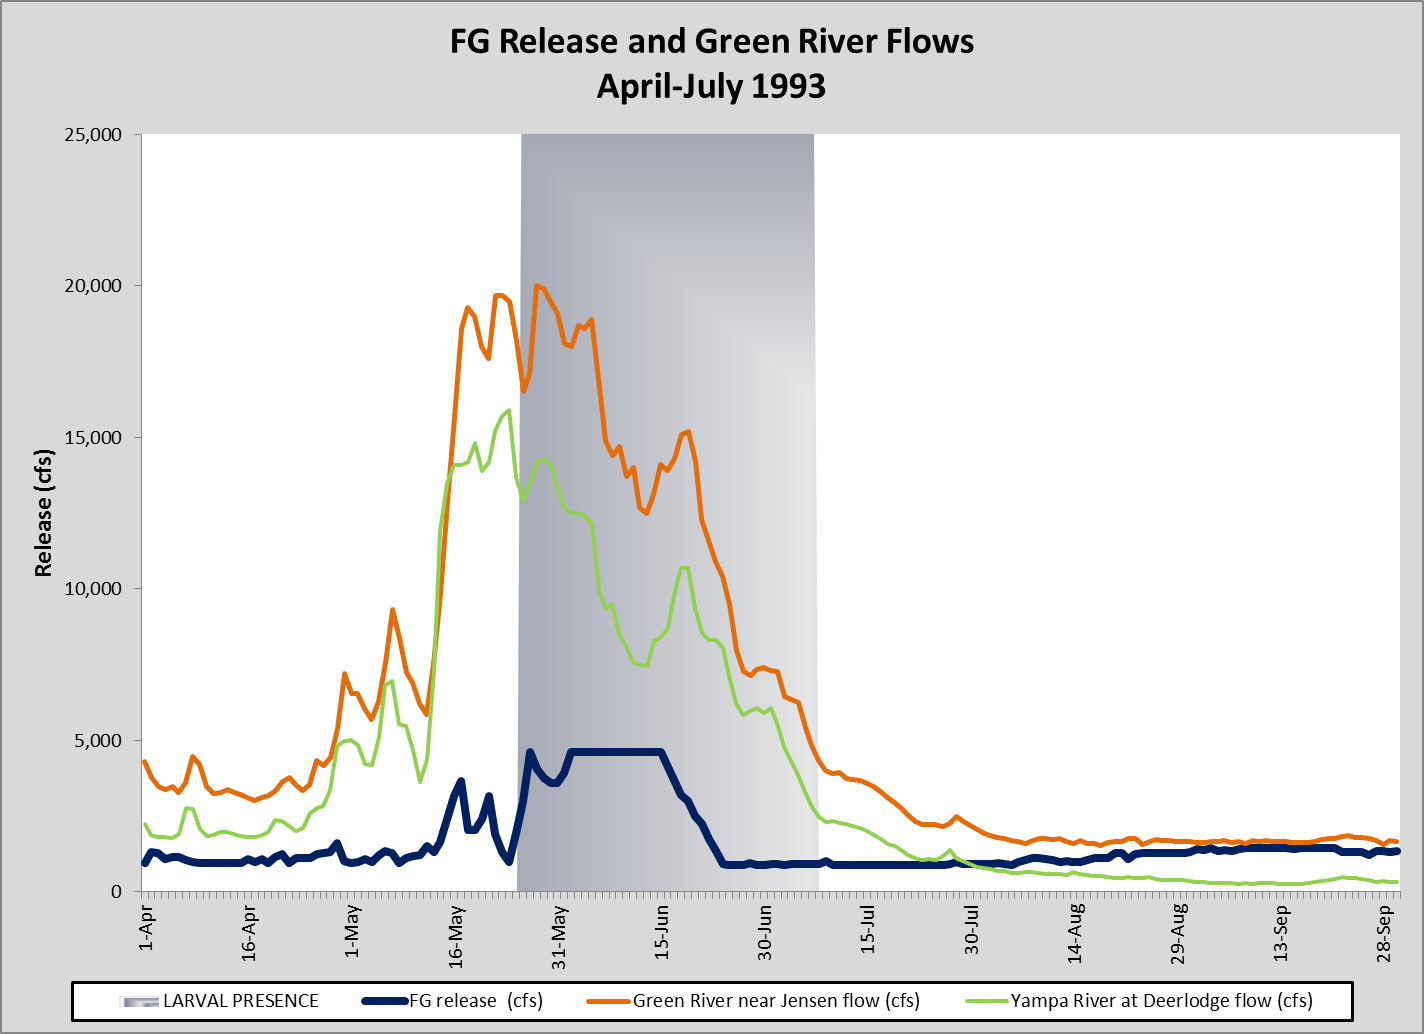 FG Release and Green River Flows
April-July 1993
Release (cfs)
25,000
20,000
15,000
10,000
5,000
0
1-Apr
16-Apr
1-May
16-May
31-May
15-Jun
30-Jun
15-Jul
30-Jul
14-Aug
29-Aug
13-Sep
28-Sep
LARVAL PRESENCE
FG release (cfs)
Green River near Jensen flow (cfs)
Yampa River at Deerlodge flow (cfs)